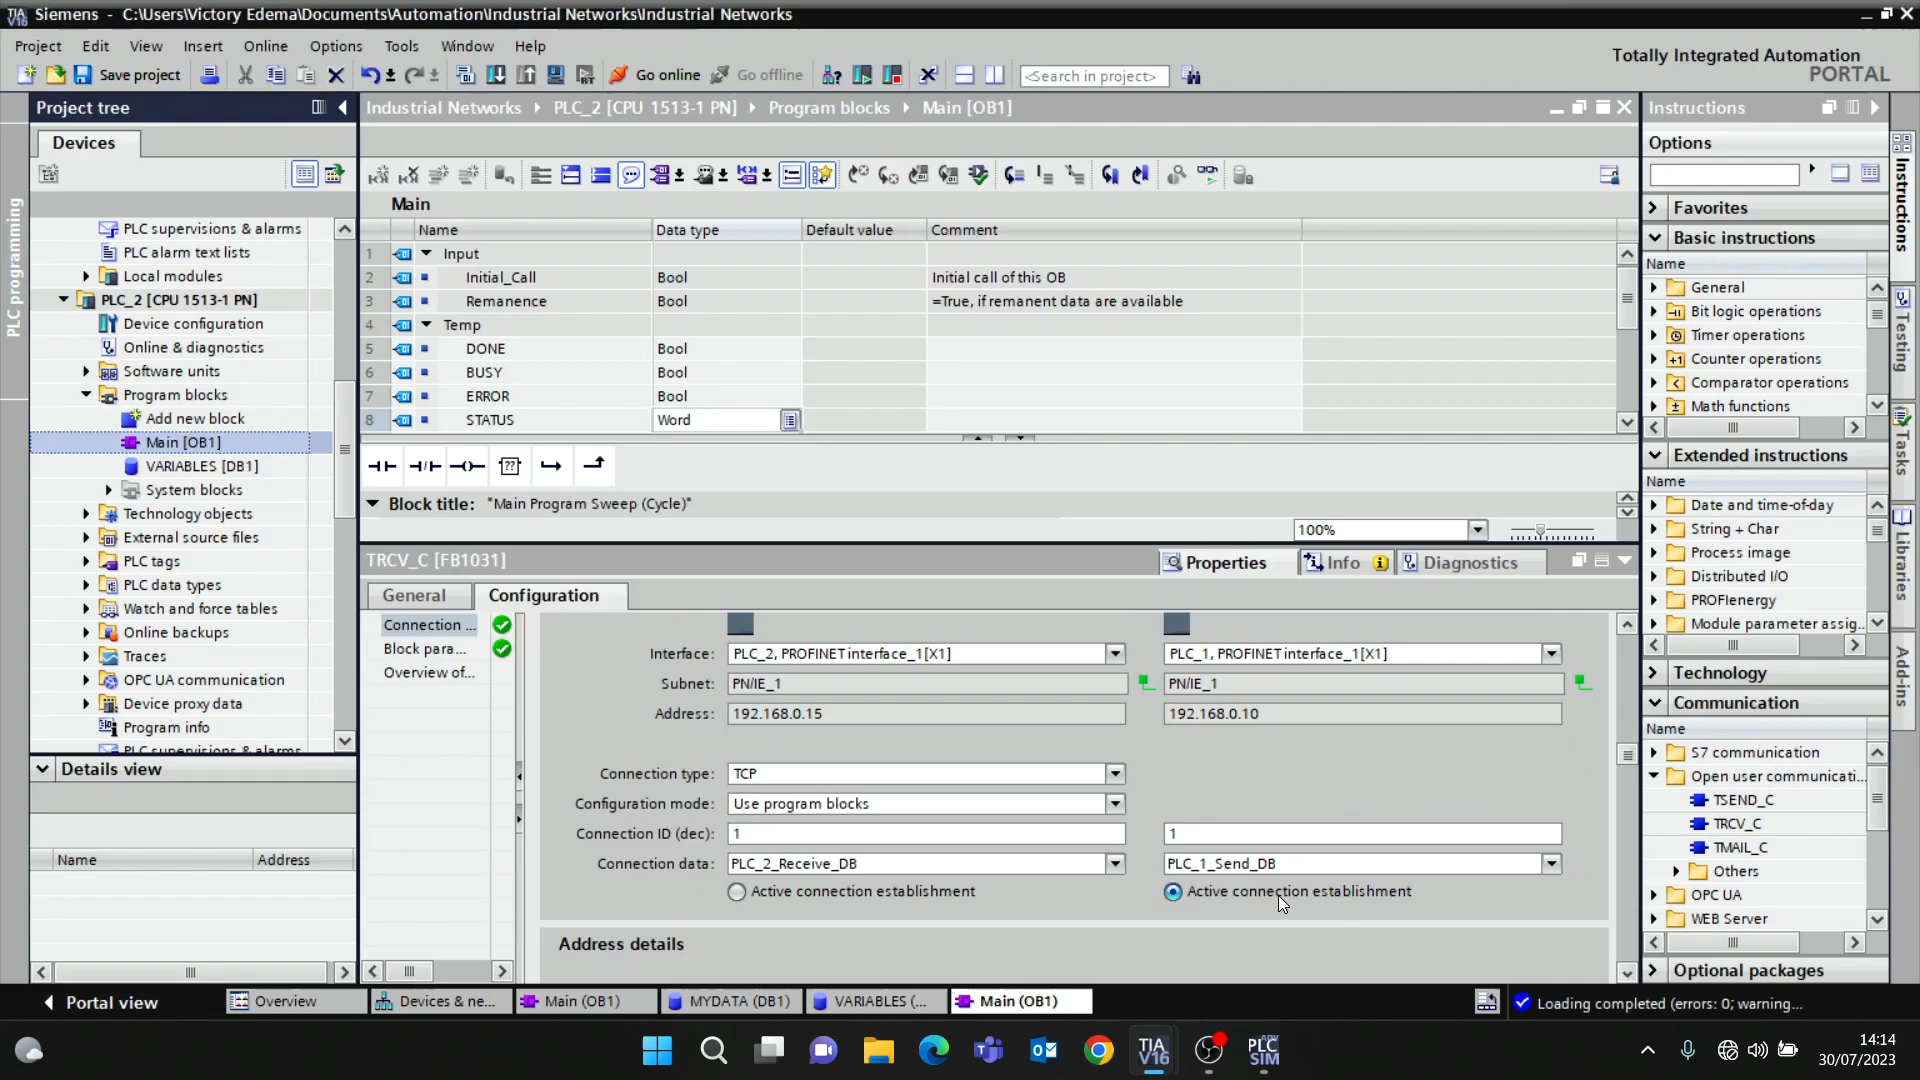 Siemens - C:\Users\Victory Edema\Documents\Automation\Industrial Networks\Industrial Networks
Project Edit View Insert Online Options Tools Window Help
Totally Integrated Automation
PORTAL
Save project
Go online
Go offline
<Search in project>
Project tree
Industrial Networks PLC_2 [CPU 1513-1 PN] Program blocks Main [OB1]
Instructions
Devices
Options
PLC programming
PLC supervisions & alarms
PLC alarm text lists
Local modules
PLC_2 [CPU 1513-1 PN]
Device configuration
Online & diagnostics
Software units
Program blocks
Add new block
Main [OB1]
VARIABLES [DB1]
System blocks
Technology objects
External source files
PLC tags
PLC data types
Watch and force tables
Online backups
Traces
OPC UA communication
Device proxy data
Program info
PLC supervisions & alarms
Details view
Name Address
Main
Name Data type Default value Comment
1 Input
2 Initial_Call Bool Initial call of this OB
3 Remanence Bool =True, if remanent data are available
4 Temp
5 DONE Bool
6 BUSY Bool
7 ERROR Bool
8 STATUS Word
??
Block title: "Main Program Sweep (Cycle)"
100%
TRCV_C [FB1031]
Properties Info Diagnostics
General Configuration
Connection ...
Block para...
Overview of...
Interface: PLC_2, PROFINET interface_1[X1] PLC_1, PROFINET interface_1[X1]
Subnet: PN/IE_1 PN/IE_1
Address: 192.168.0.15 192.168.0.10
Connection type: TCP
Configuration mode: Use program blocks
Connection ID (dec): 1 1
Connection data: PLC_2_Receive_DB PLC_1_Send_DB
Active connection establishment Active connection establishment
Address details
Favorites
Basic instructions
Name
General
Bit logic operations
Timer operations
Counter operations
Comparator operations
Math functions
Extended instructions
Name
Date and time-of-day
String + Char
Process image
Distributed I/O
PROFIenergy
Module parameter assig..
Technology
Communication
Name
S7 communication
Open user communicati...
TSEND_C
TRCV_C
TMAIL_C
Others
OPC UA
WEB Server
Optional packages
Instructions
Testing
Tasks
Libraries
Add-ins
Portal view
Overview
Devices & ne...
Main (OB1)
MYDATA (DB1)
VARIABLES (...
Main (OB1)
Loading completed (errors: 0; warning...
TIA
V16
PLC
SIM
14:14
30/07/2023